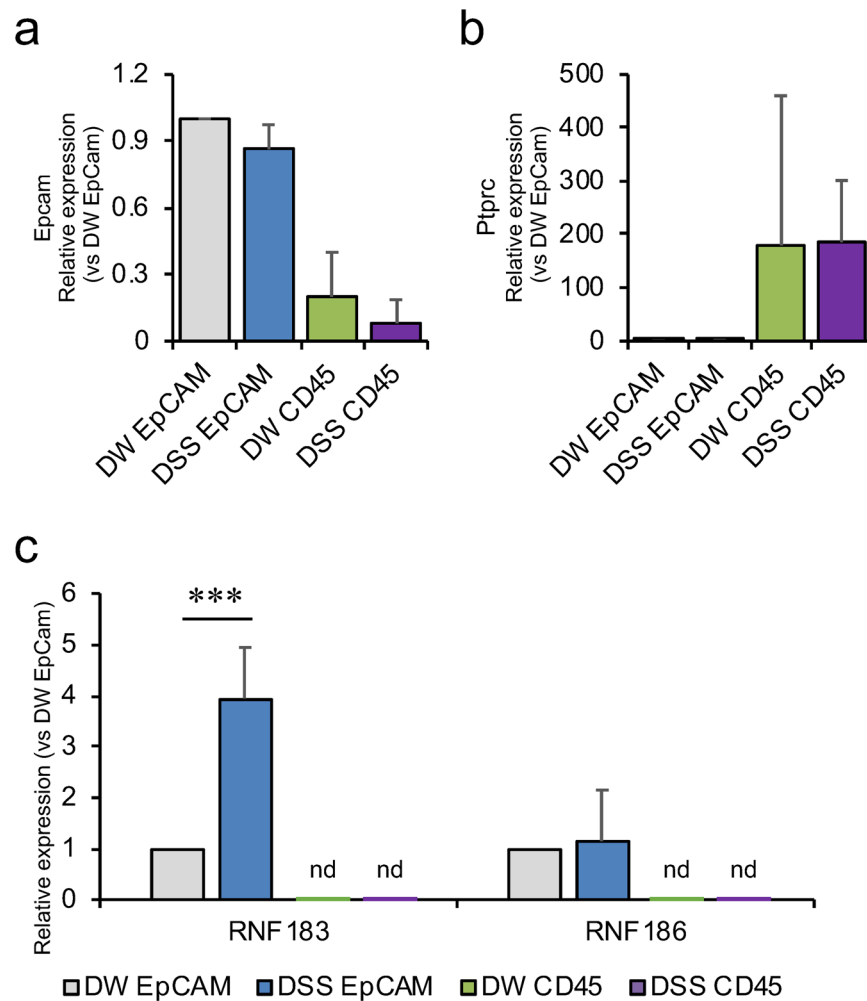 a
Epcam
Relative expression
(vs DW EpCam)
1.2
0.9
0.6
0.3
0
DW EpCAM
DSS EpCAM
DW CD45
DSS CD45
b
Ptprc
Relative expression
(vs DW EpCam)
500
400
300
200
100
0
DW EpCAM
DSS EpCAM
DW CD45
DSS CD45
c
Relative expression (vs DW EpCam)
6
5
4
3
2
1
0
***
nd
nd
nd
nd
RNF183
RNF186
DW EpCAM
DSS EpCAM
DW CD45
DSS CD45